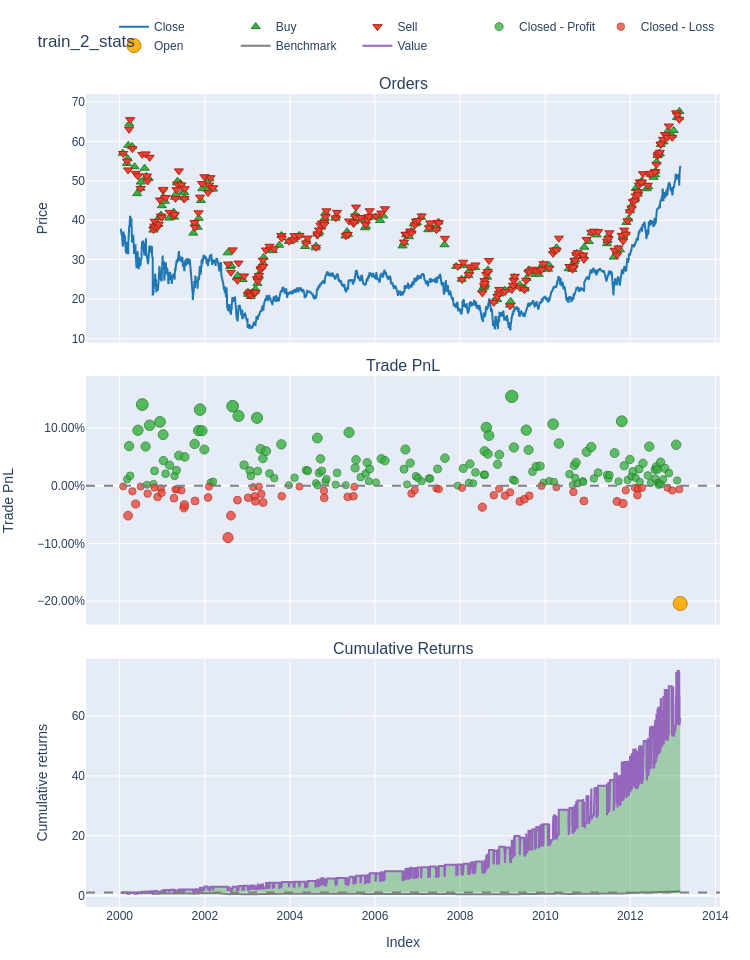 train_2_stats
Close
Buy
Sell
Closed - Profit
Closed - Loss
Open
Benchmark
Value
Orders
70
60
50
40
30
20
10
Price
Trade PnL
10.00%
0.00%
−10.00%
−20.00%
Trade PnL
Cumulative Returns
60
40
20
0
Cumulative returns
2000
2002
2004
2006
2008
2010
2012
2014
Index